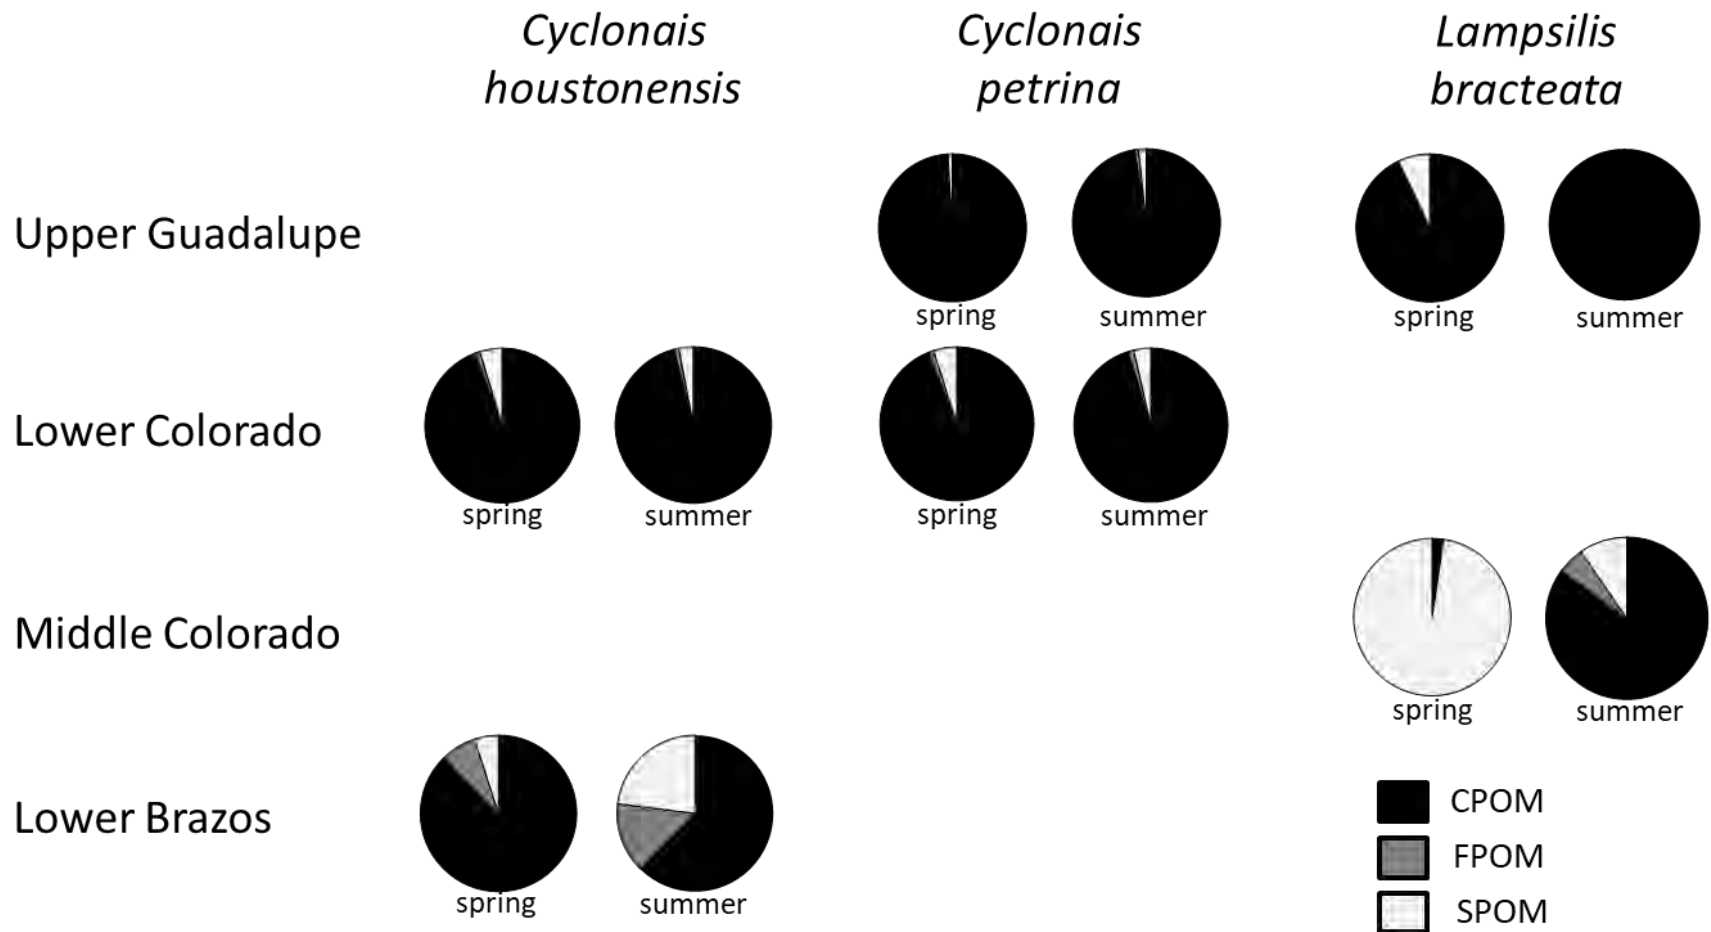 Cyclonais
houstonensis
Cyclonais
petrina
Lampsilis
bracteata
Upper Guadalupe
spring
summer
spring
summer
Lower Colorado
spring
summer
spring
summer
Middle Colorado
spring
summer
Lower Brazos
spring
summer
CPOM
FPOM
SPOM